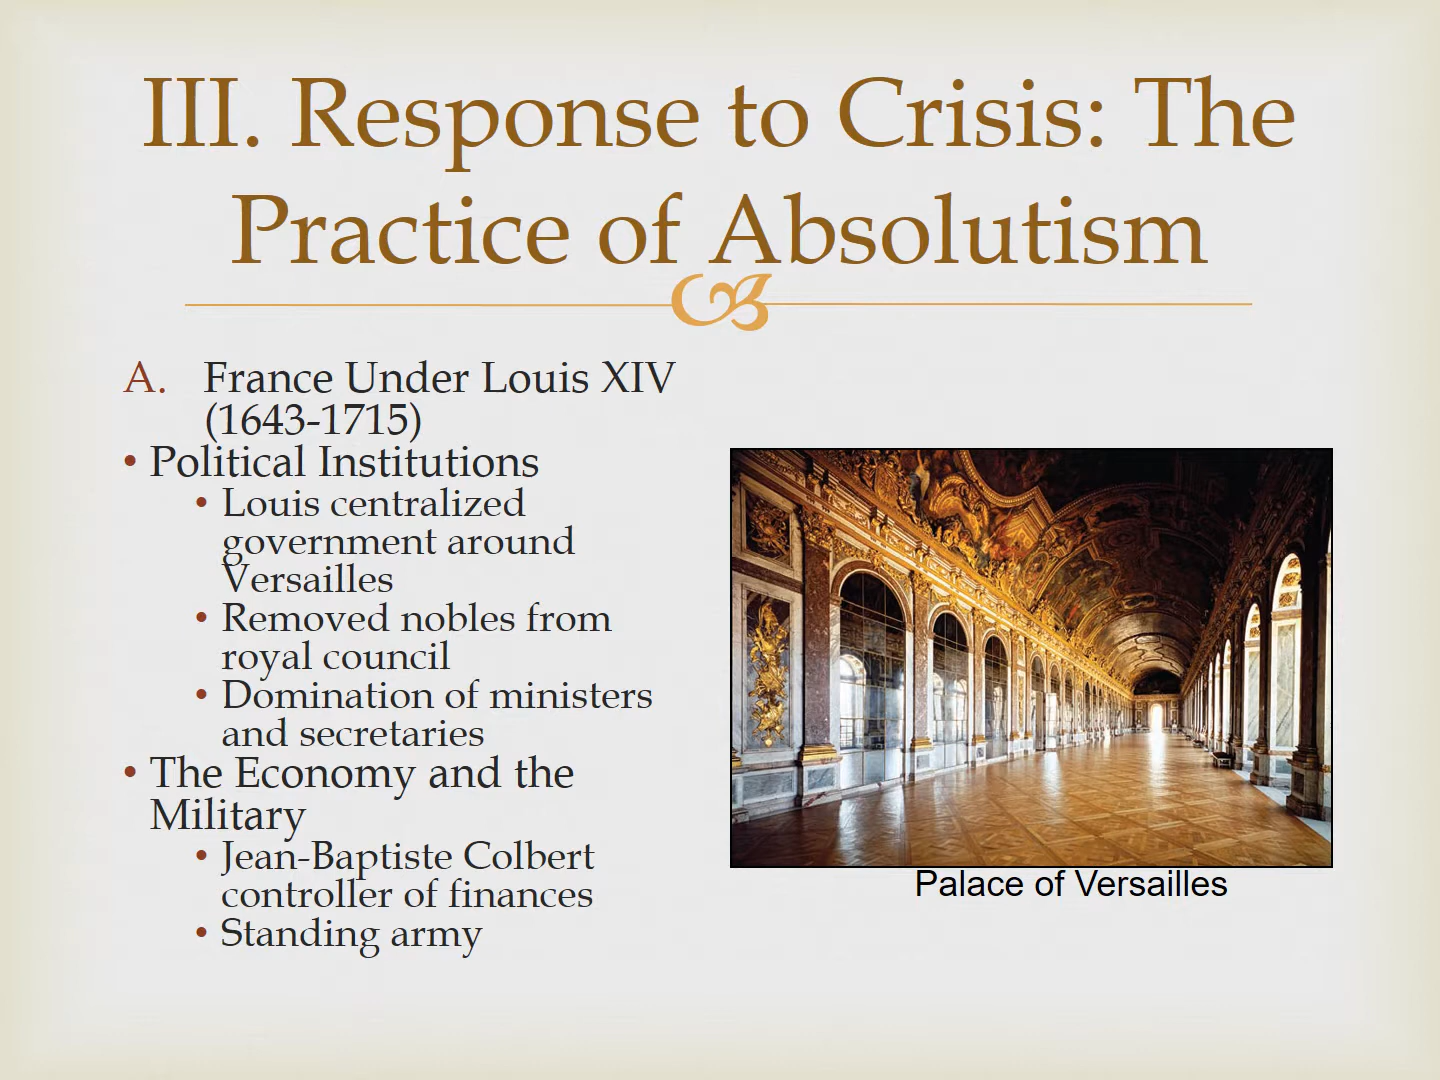 III. Response to Crisis: The
Practice of Absolutism
A. France Under Louis XIV
(1643-1715)
• Political Institutions
• Louis centralized
government around
Versailles
• Removed nobles from
royal council
• Domination of ministers
and secretaries
• The Economy and the
Military
• Jean-Baptiste Colbert
controller of finances
• Standing army
Palace of Versailles